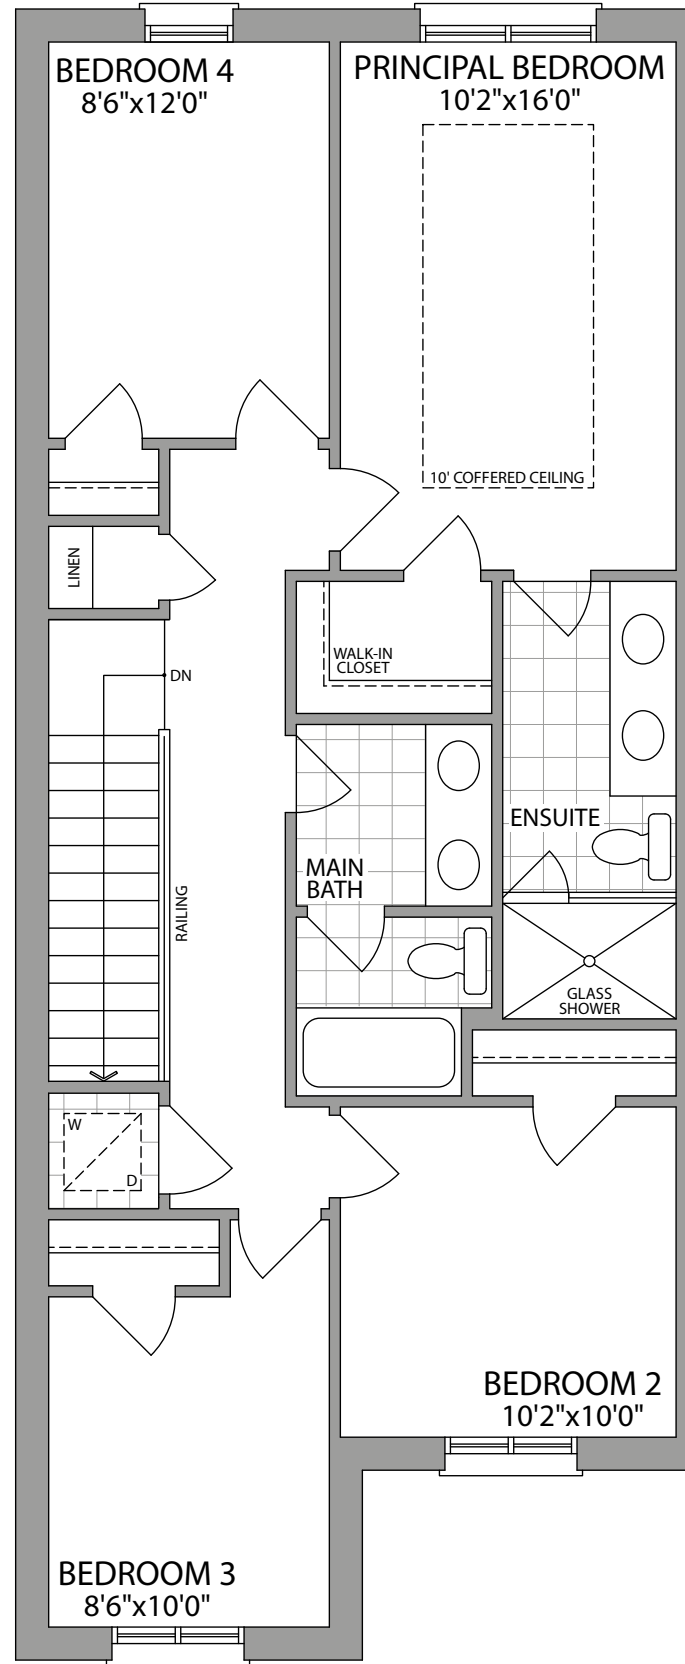 BEDROOM 4
8'6"x12'0"
PRINCIPAL BEDROOM
10'2"x16'0"
10' COFFERED CEILING
LINEN
WALK-IN
CLOSET
DN
ENSUITE
MAIN
BATH
RAILING
GLASS
SHOWER
W
D
BEDROOM 2
10'2"x10'0"
BEDROOM 3
8'6"x10'0"